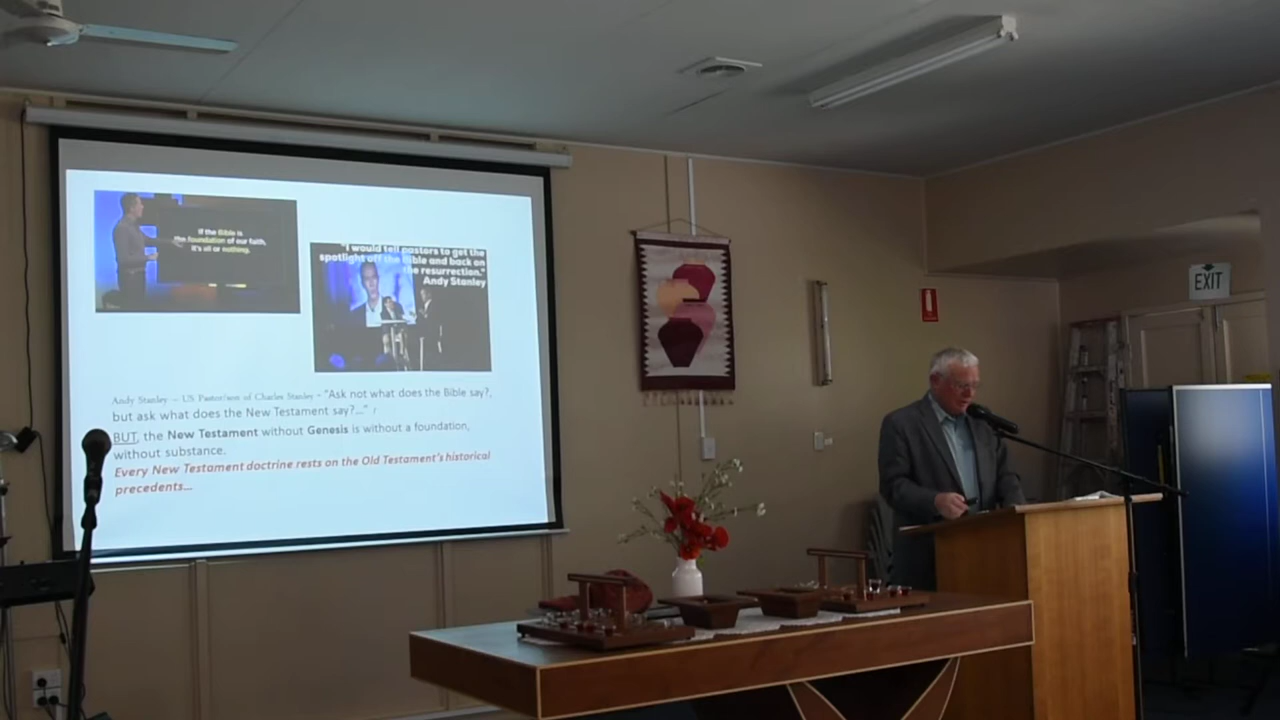 If the Bible is
the foundation of our faith,
it's all or nothing.
"I would tell pastors to get the
spotlight off the Bible and back on
the resurrection."
Andy Stanley
Andy Stanley – US Pastor/son of Charles Stanley - "Ask not what does the Bible say?,
but ask what does the New Testament say?..." /
BUT, the New Testament without Genesis is without a foundation,
without substance.
Every New Testament doctrine rests on the Old Testament's historical
precedents...
EXIT